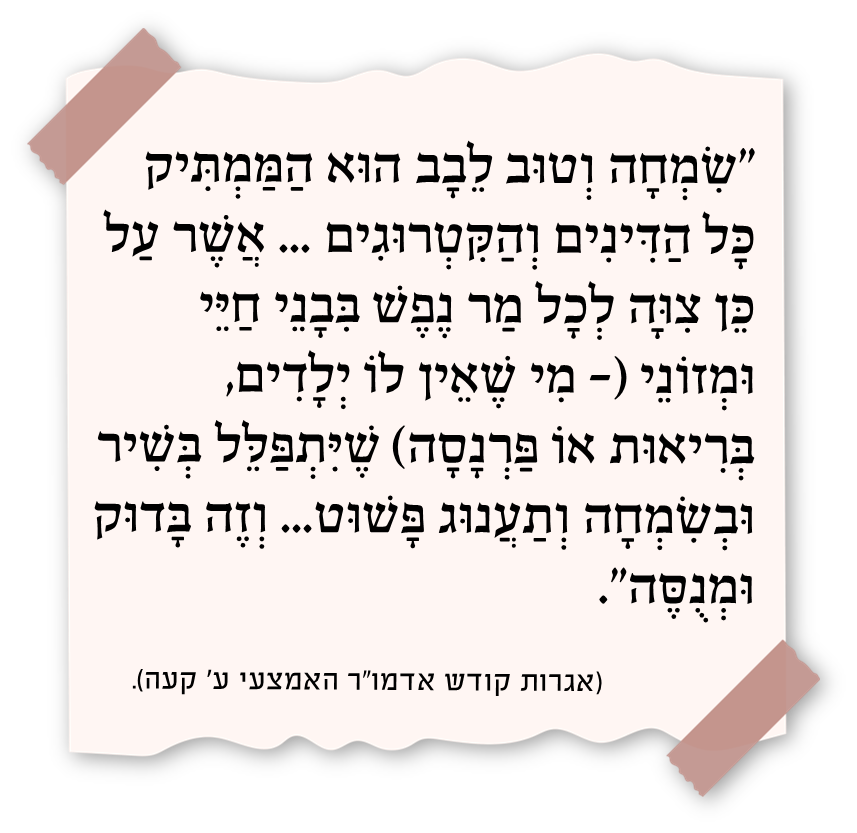 "שִׂמְחָה וְטוּב לֵבָב הוּא הַמַּמְתִּיק
כָּל הַדִּינִים וְהַקִּטְרוּגִים ... אֲשֶׁר עַל
כֵּן צִוָּה לְכָל מַר נֶפֶשׁ בִּבָנֵי חַיֵּי
וּמְזוֹנֵי (– מִי שֶׁאֵין לוֹ יְלָדִים,
בְּרִיאוּת אוֹ פַּרְנָסָה) שֶׁיִּתְפַּלֵּל בְּשִׁיר
וּבְשִׂמְחָה וְתַעֲנוּג פָּשׁוּט... וְזֶה בָּדוּק
וּמְנֻסֶּה".
(אגרות קודש אדמו"ר האמצעי ע' קעה).